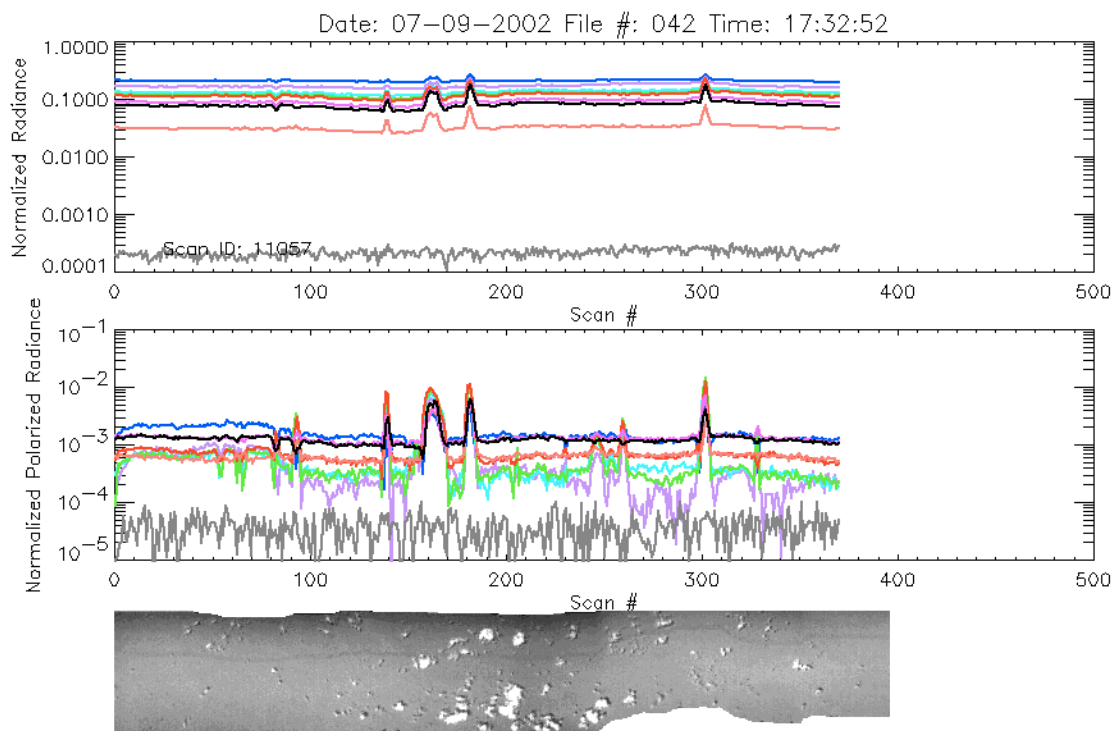 Date: 07-09-2002 File #: 042 Time: 17:32:52
Normalized Radiance
1.0000
0.1000
0.0100
0.0010
0.0001
Scan ID: 11057
0 100 200 300 400 500
Scan #
Normalized Polarized Radiance
10^-1
10^-2
10^-3
10^-4
10^-5
0 100 200 300 400 500
Scan #